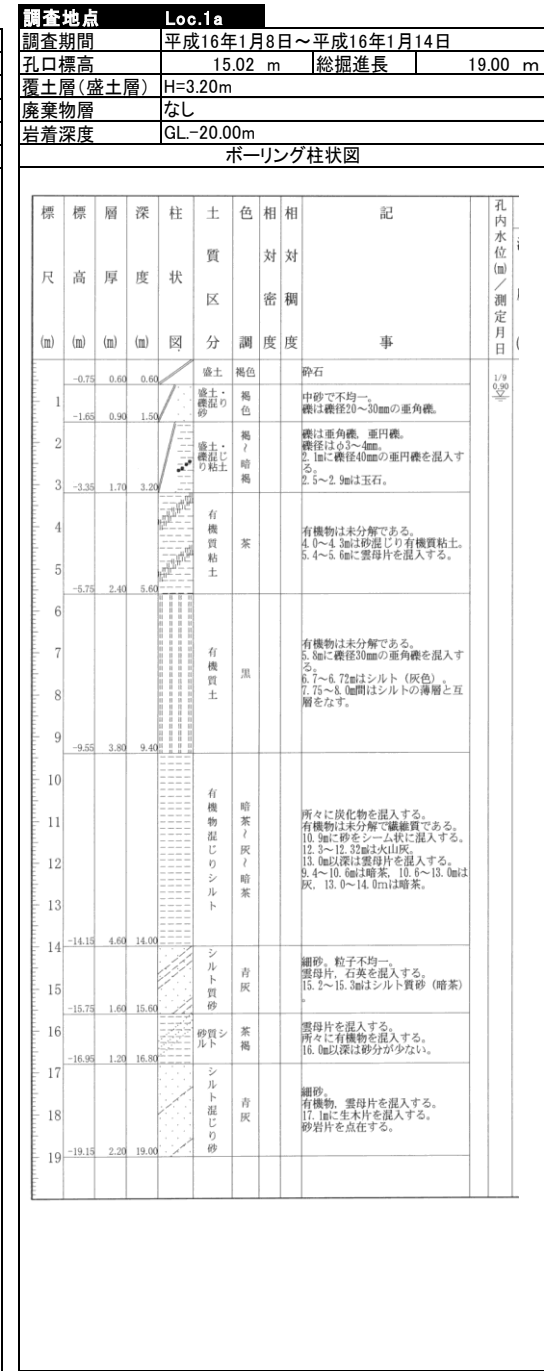 調査地点 Loc.1a
調査期間 平成16年1月8日～平成16年1月14日
孔口標高 15.02 m 総掘進長 19.00 m
覆土層(盛土層) H=3.20m
廃棄物層 なし
岩着深度 GL.-20.00m
ボーリング柱状図
標尺(m) 標高(m) 層厚(m) 深度(m) 柱状図 土質区分 色調 相対密度 相対稠度 記事 孔内水位(m)／測定月日
盛土 褐色 砕石
-0.75 0.60 0.60
1/9
0.90
1
盛土・礫混り砂 褐色 中砂で不均一。
礫は礫径20～30mmの亜角礫。
-1.65 0.90 1.50
2
盛土・礫混じり粘土 褐～暗褐 礫は亜角礫，亜円礫。
礫径はφ3～4mm。
2.1mに礫径40mmの亜円礫を混入す
る。
2.5～2.9mは玉石。
3
-3.35 1.70 3.20
4
有機質粘土 茶 有機物は未分解である。
4.0～4.3mは砂混じり有機質粘土。
5.4～5.6mに雲母片を混入する。
5
-5.75 2.40 5.60
6
7
有機質土 黒 有機物は未分解である。
5.8mに礫径30mmの亜角礫を混入す
る。
6.7～6.72mはシルト（灰色）。
7.75～8.0m間はシルトの薄層と互
層をなす。
8
9
-9.55 3.80 9.40
10
11
有機物混じりシルト 暗茶～灰～暗茶 所々に炭化物を混入する。
有機物は未分解で繊維質である。
10.9mに砂をシーム状に混入する。
12.3～12.32mは火山灰。
13.0m以深は雲母片を混入する。
9.4～10.6mは暗茶，10.6～13.0mは
灰，13.0～14.0mは暗茶。
12
13
14
-14.15 4.60 14.00
シルト質砂 青灰 細砂。粒子不均一。
雲母片，石英を混入する。
15.2～15.3mはシルト質砂（暗茶）
。
15
-15.75 1.60 15.60
16
砂質シルト 茶褐 雲母片を混入する。
所々に有機物を混入する。
16.0m以深は砂分が少ない。
-16.95 1.20 16.80
17
シルト混じり砂 青灰 細砂。
有機物，雲母片を混入する。
17.1mに生木片を混入する。
砂岩片を点在する。
18
19
-19.15 2.20 19.00